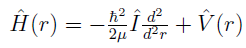 Ĥ(r) = −ħ²/2μ Î d²/d²r + V̂(r)